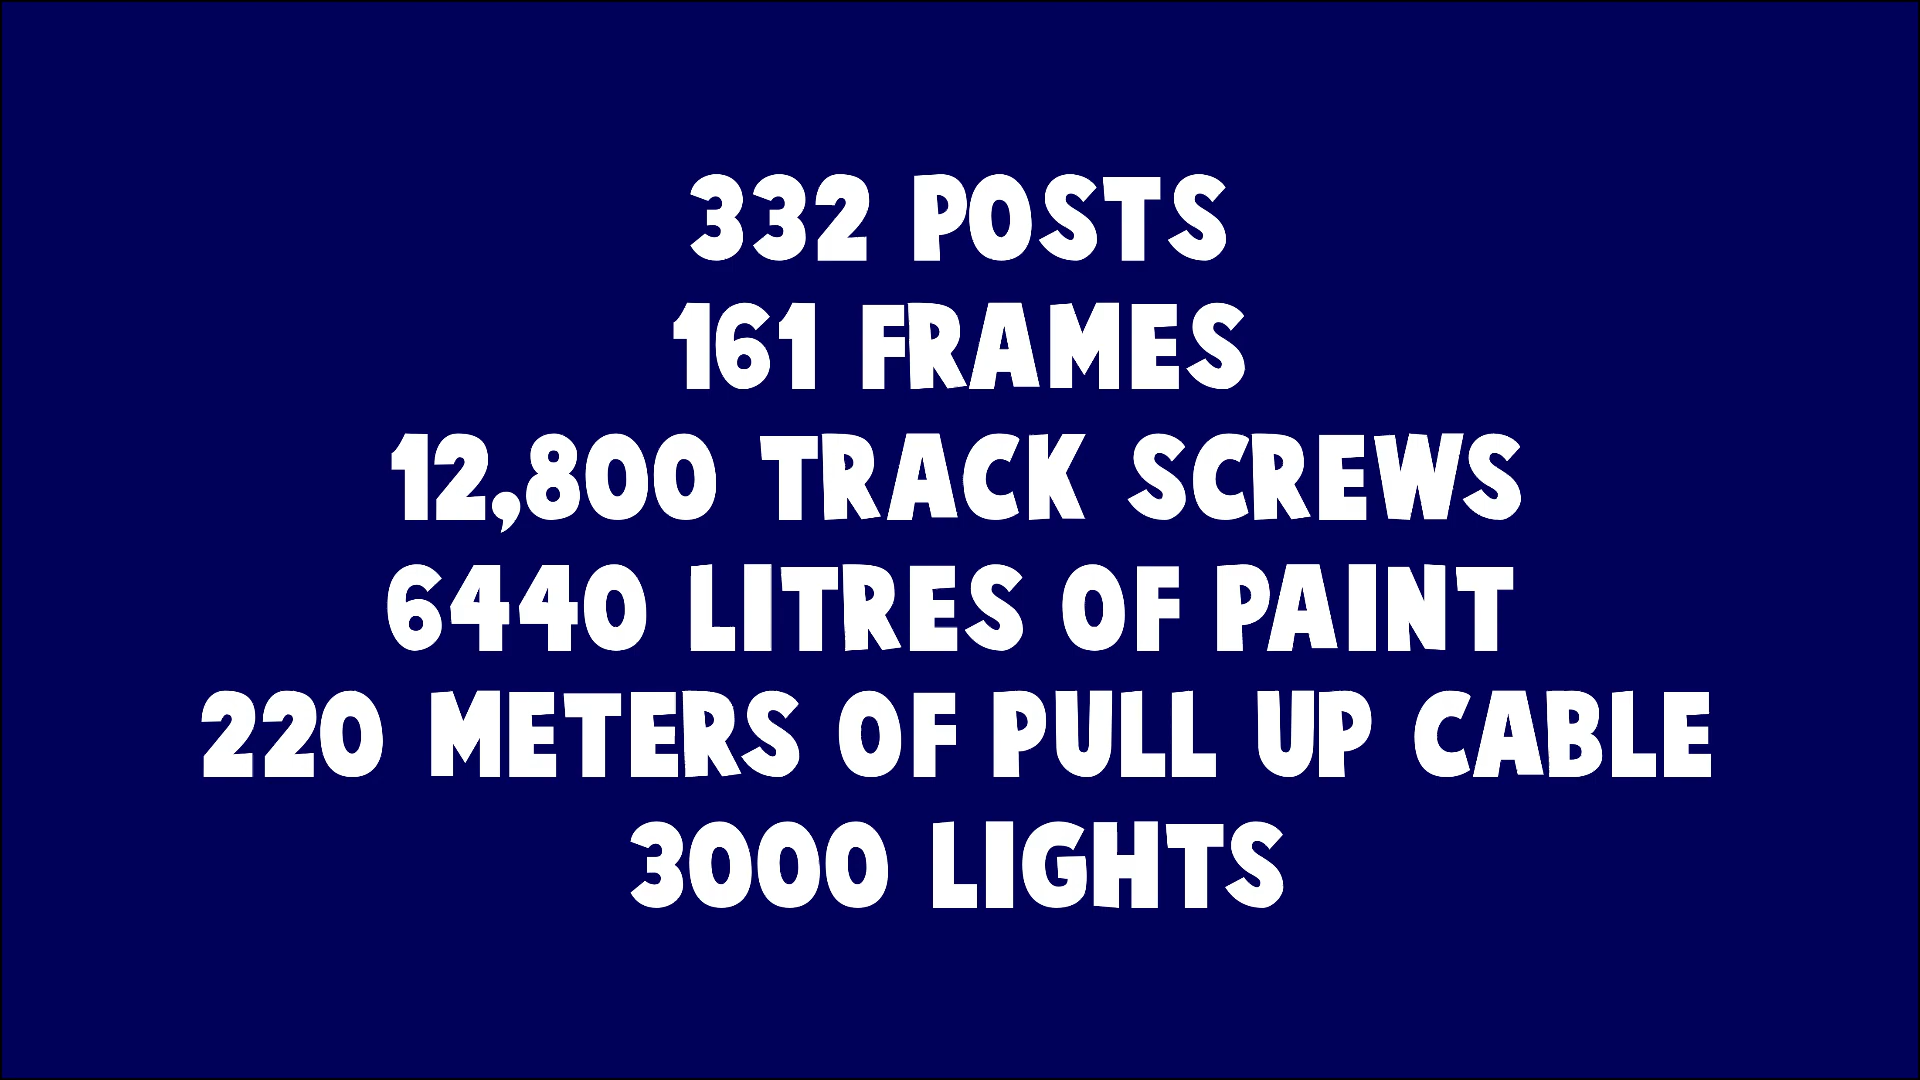 332 POSTS
161 FRAMES
12,800 TRACK SCREWS
6440 LITRES OF PAINT
220 METERS OF PULL UP CABLE
3000 LIGHTS